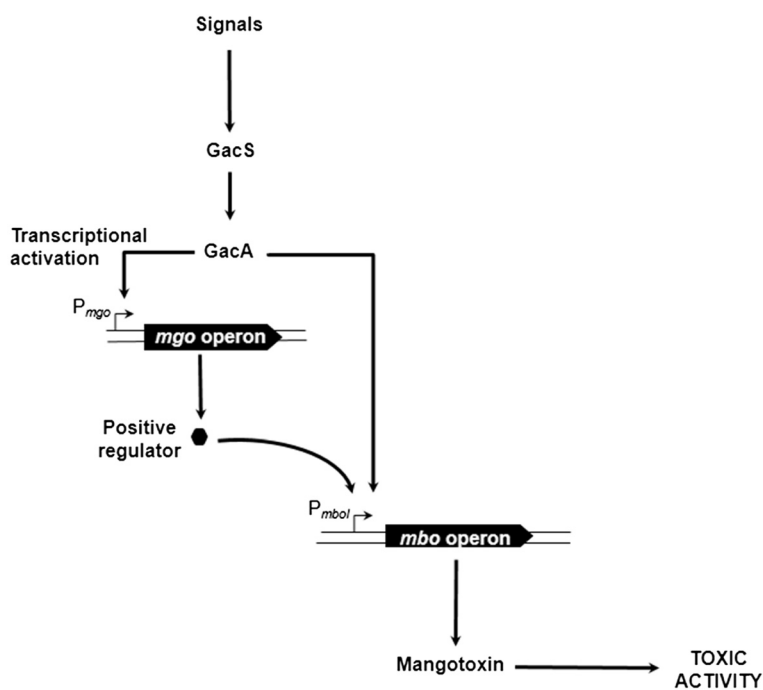 Signals
GacS
Transcriptional
activation
GacA
Pmgo
mgo operon
Positive
regulator
PmboI
mbo operon
Mangotoxin
TOXIC
ACTIVITY